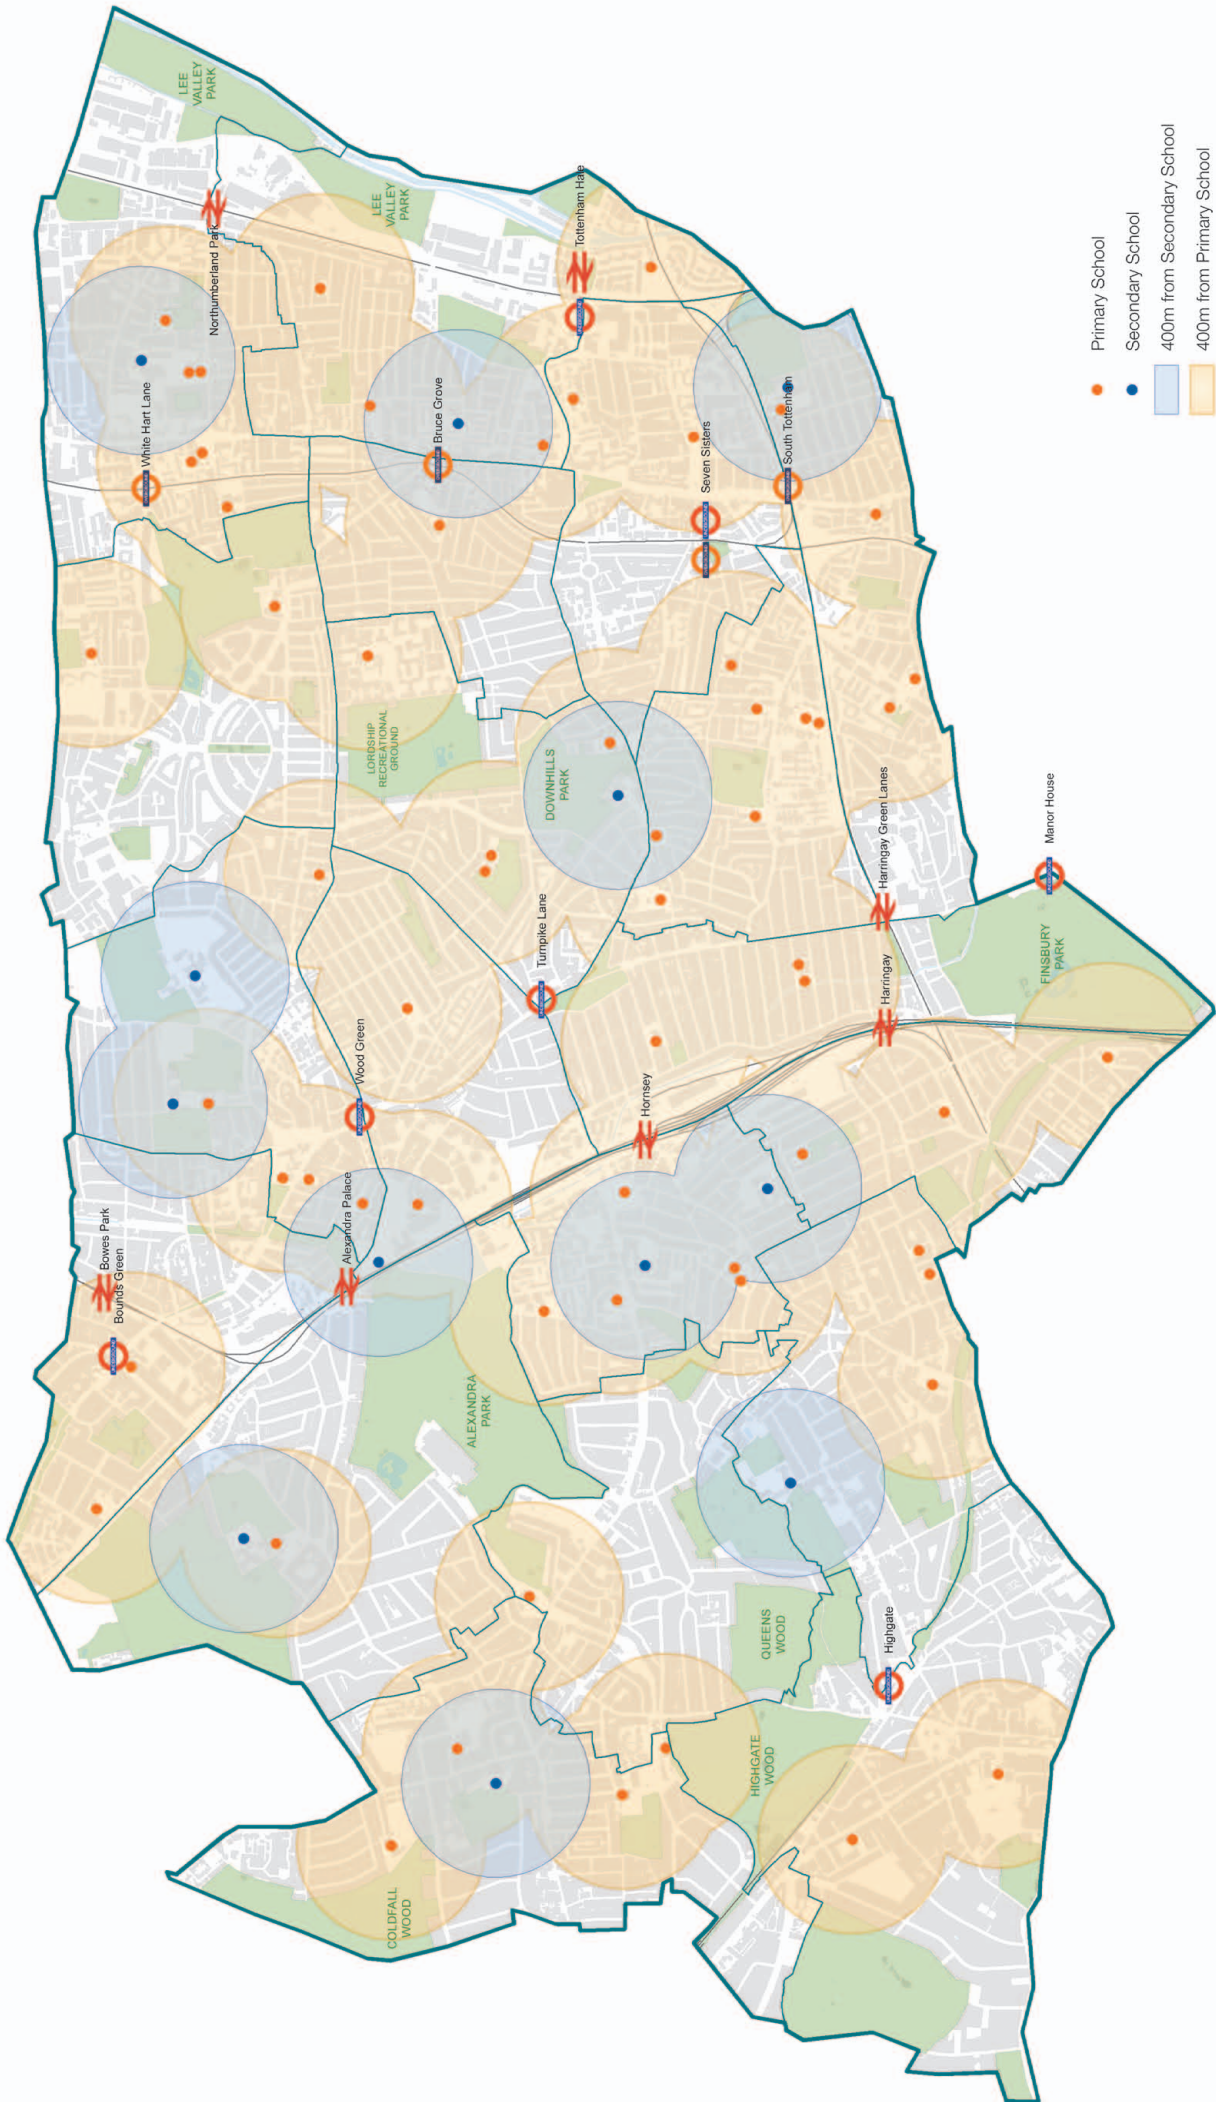 LEE
VALLEY
PARK
Northumberland Park
LEE
VALLEY
PARK
Tottenham Hale
White Hart Lane
Bruce Grove
Seven Sisters
South Tottenham
LORDSHIP
RECREATIONAL
GROUND
DOWNHILLS
PARK
Harringay Green Lanes
Manor House
Turnpike Lane
FINSBURY
PARK
Harringay
Wood Green
Hornsey
Alexandra Palace
Bowes Park
Bounds Green
ALEXANDRA
PARK
QUEENS
WOOD
Highgate
HIGHGATE
WOOD
COLDFALL
WOOD
Primary School
Secondary School
400m from Secondary School
400m from Primary School